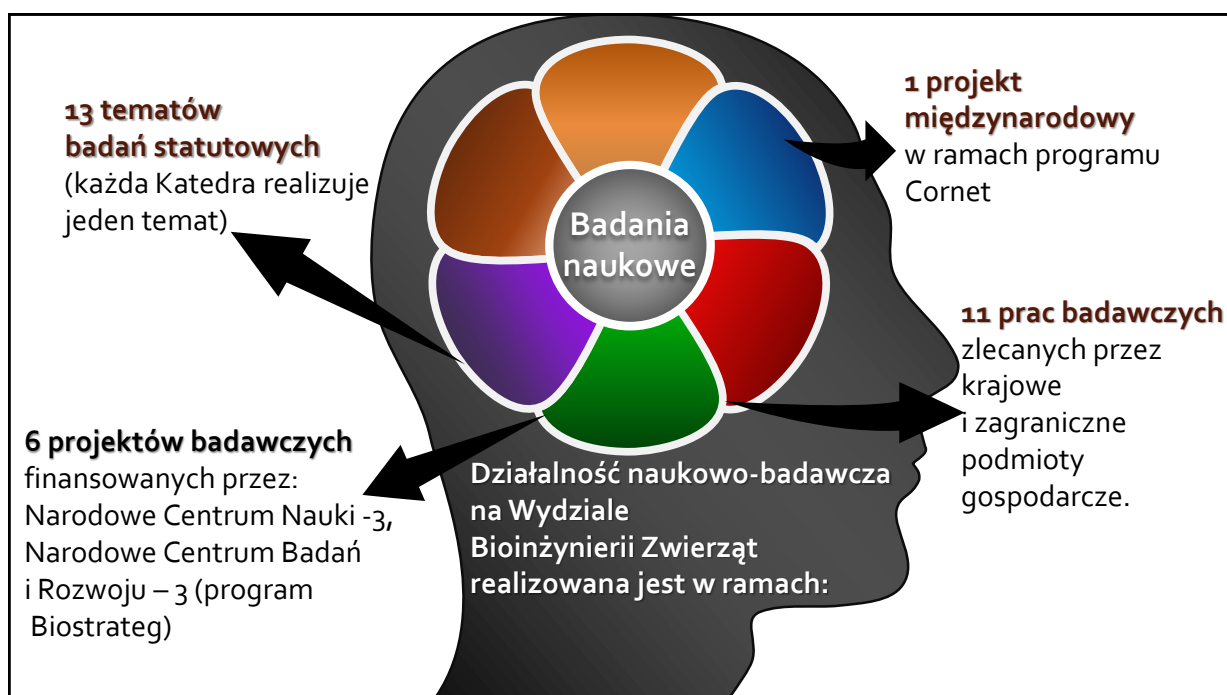 13 tematów
badań statutowych
(każda Katedra realizuje
jeden temat)
1 projekt
międzynarodowy
w ramach programu
Cornet
Badania
naukowe
11 prac badawczych
zlecanych przez
krajowe
i zagraniczne
podmioty
gospodarcze.
6 projektów badawczych
finansowanych przez:
Narodowe Centrum Nauki -3,
Narodowe Centrum Badań
i Rozwoju – 3 (program
Biostrateg)
Działalność naukowo-badawcza
na Wydziale
Bioinżynierii Zwierząt
realizowana jest w ramach: